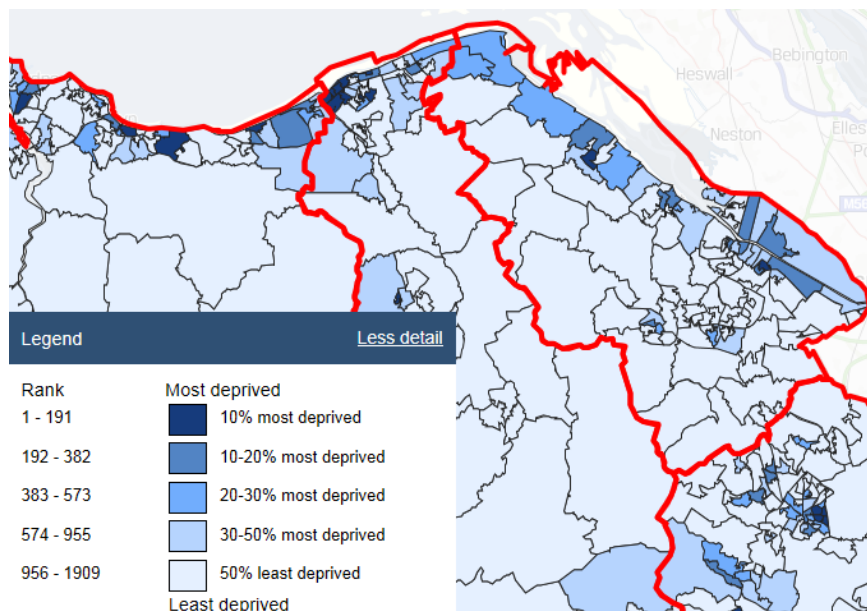 Bebington
Heswall
Neston
Elles
Po
M56
Legend Less detail
Rank Most deprived
1 - 191 10% most deprived
192 - 382 10-20% most deprived
383 - 573 20-30% most deprived
574 - 955 30-50% most deprived
956 - 1909 50% least deprived
Least deprived